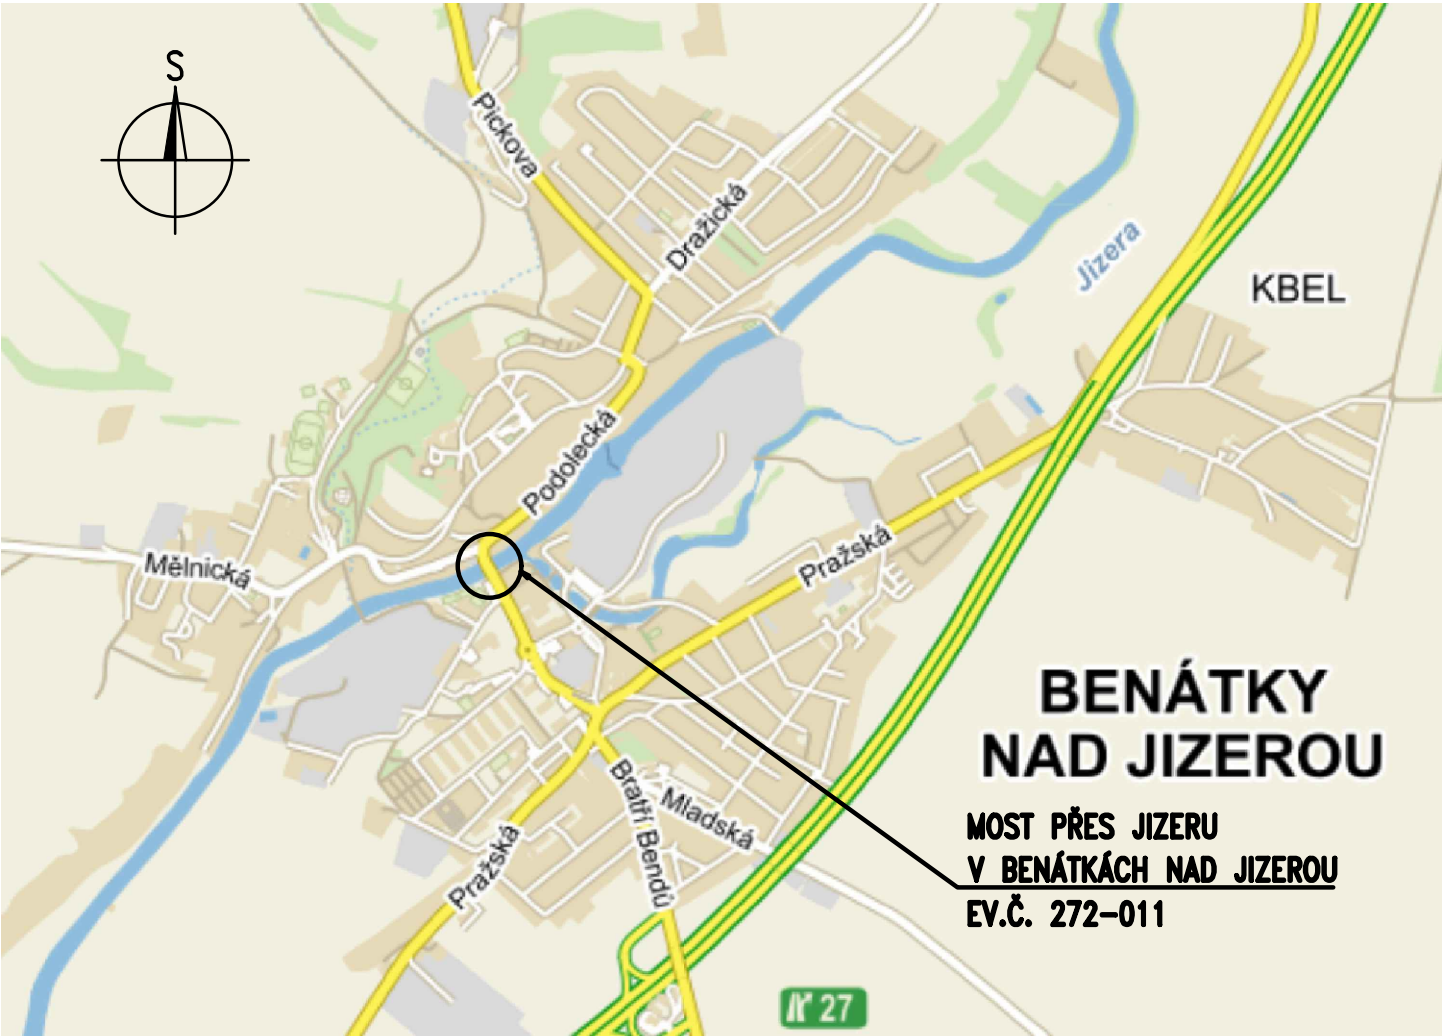 S
Pickova
Dražická
Jizera
KBEL
Podolecká
Mělnická
Pražská
BENÁTKY
NAD JIZEROU
Bratří Bendů
Mladská
Pražská
MOST PŘES JIZERU
V BENÁTKÁCH NAD JIZEROU
EV.Č. 272-011
27